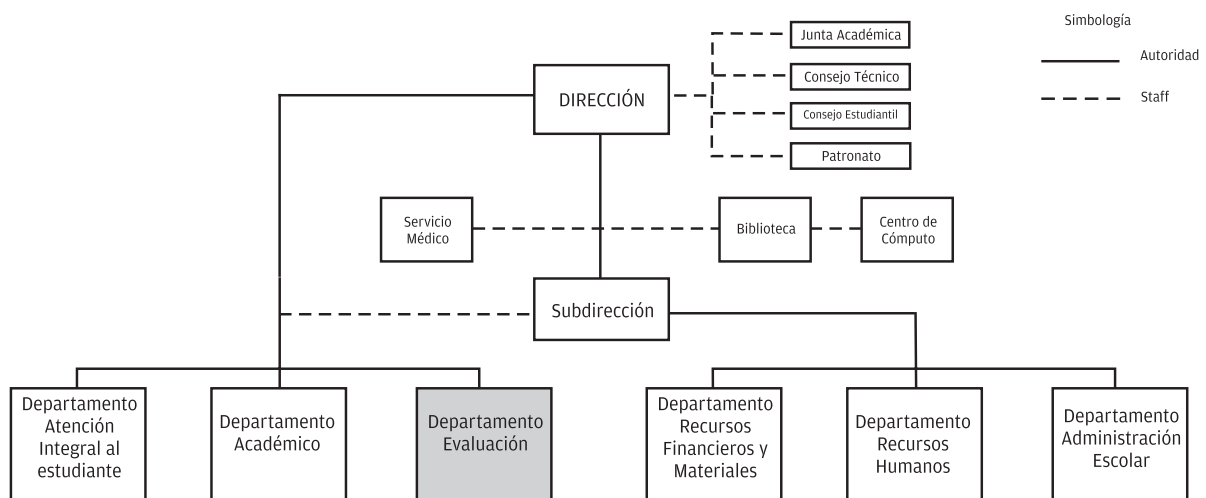 Simbología
Autoridad
Staff
Junta Académica
Consejo Técnico
Consejo Estudiantil
Patronato
DIRECCIÓN
Servicio
Médico
Biblioteca
Centro de
Cómputo
Subdirección
Departamento
Atención
Integral al
estudiante
Departamento
Académico
Departamento
Evaluación
Departamento
Recursos
Financieros y
Materiales
Departamento
Recursos
Humanos
Departamento
Administración
Escolar